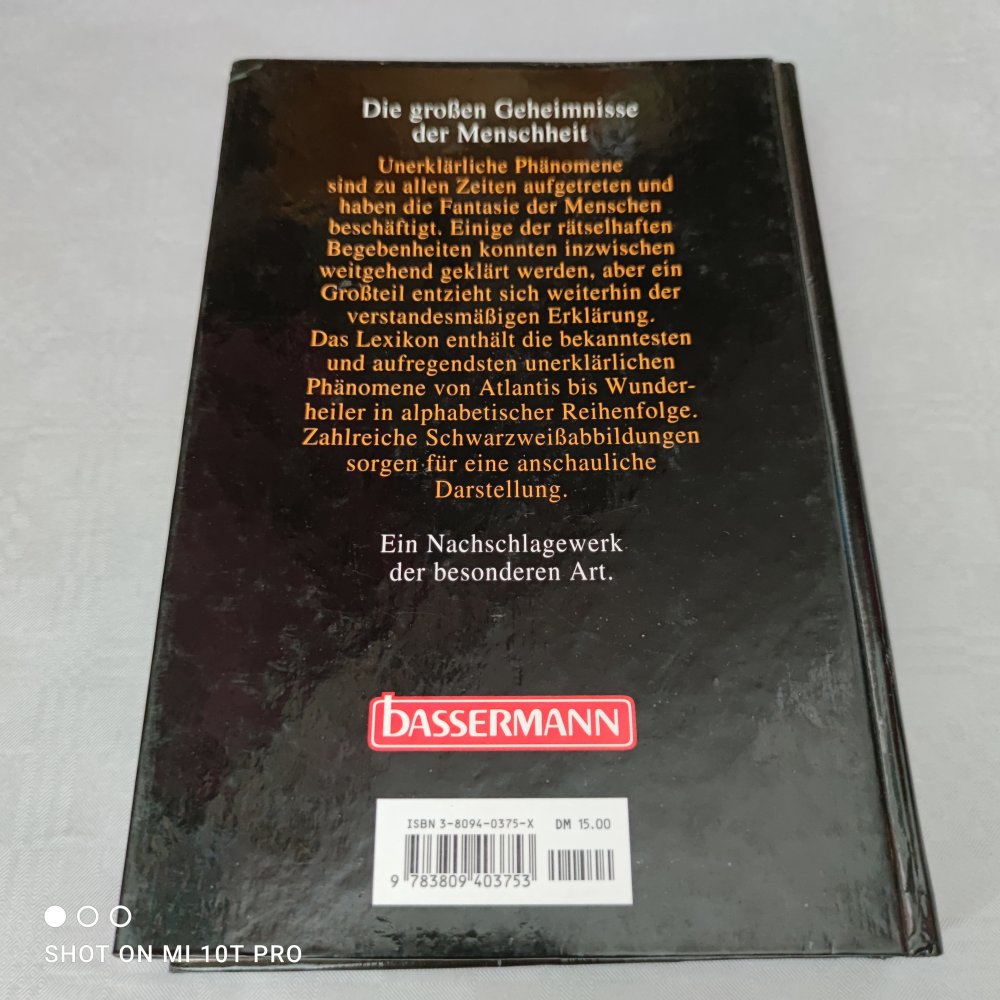 Die großen Geheimnisse
der Menschheit
Unerklärliche Phänomene
sind zu allen Zeiten aufgetreten und
haben die Fantasie der Menschen
beschäftigt. Einige der rätselhaften
Begebenheiten konnten inzwischen
weitgehend geklärt werden, aber ein
Großteil entzieht sich weiterhin der
verstandesmäßigen Erklärung.
Das Lexikon enthält die bekanntesten
und aufregendsten unerklärlichen
Phänomene von Atlantis bis Wunder-
heiler in alphabetischer Reihenfolge.
Zahlreiche Schwarzweißabbildungen
sorgen für eine anschauliche
Darstellung.
Ein Nachschlagewerk
der besonderen Art.
bASSERMANN
ISBN 3-8094-0375-X DM 15.00
9 783809 403753
SHOT ON MI 10T PRO